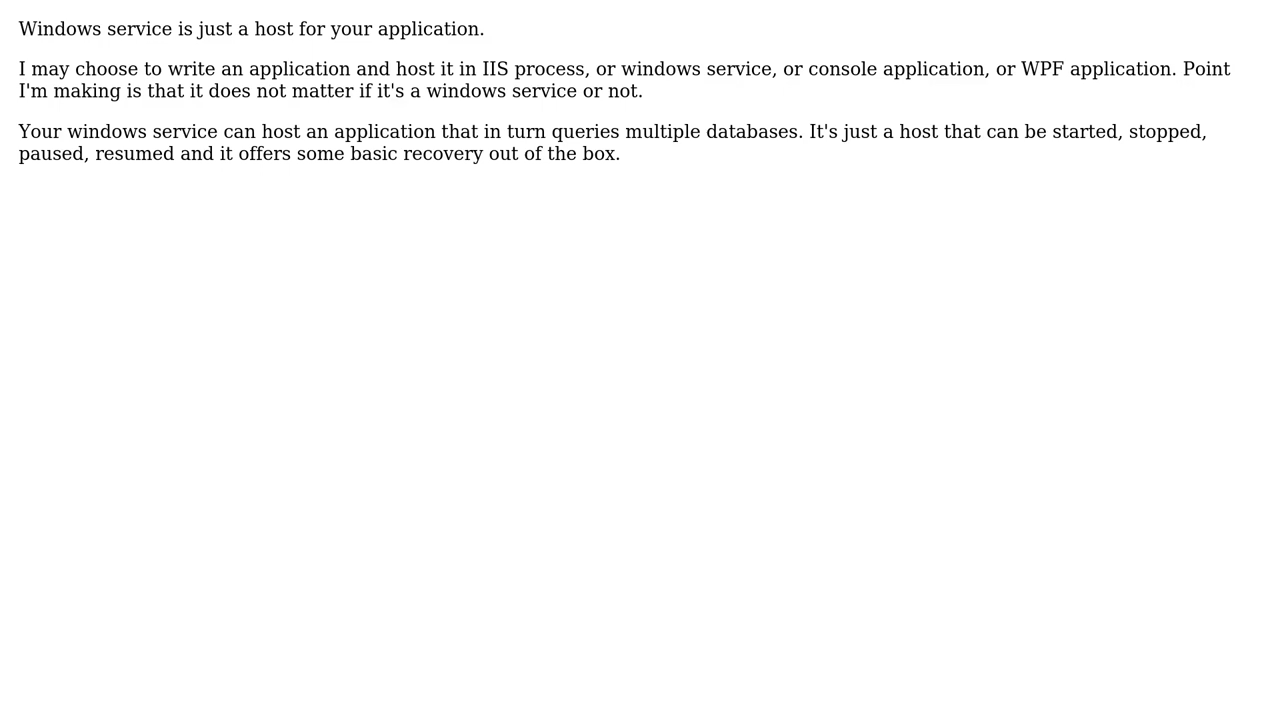 Windows service is just a host for your application.
I may choose to write an application and host it in IIS process, or windows service, or console application, or WPF application. Point
I'm making is that it does not matter if it's a windows service or not.
Your windows service can host an application that in turn queries multiple databases. It's just a host that can be started, stopped,
paused, resumed and it offers some basic recovery out of the box.